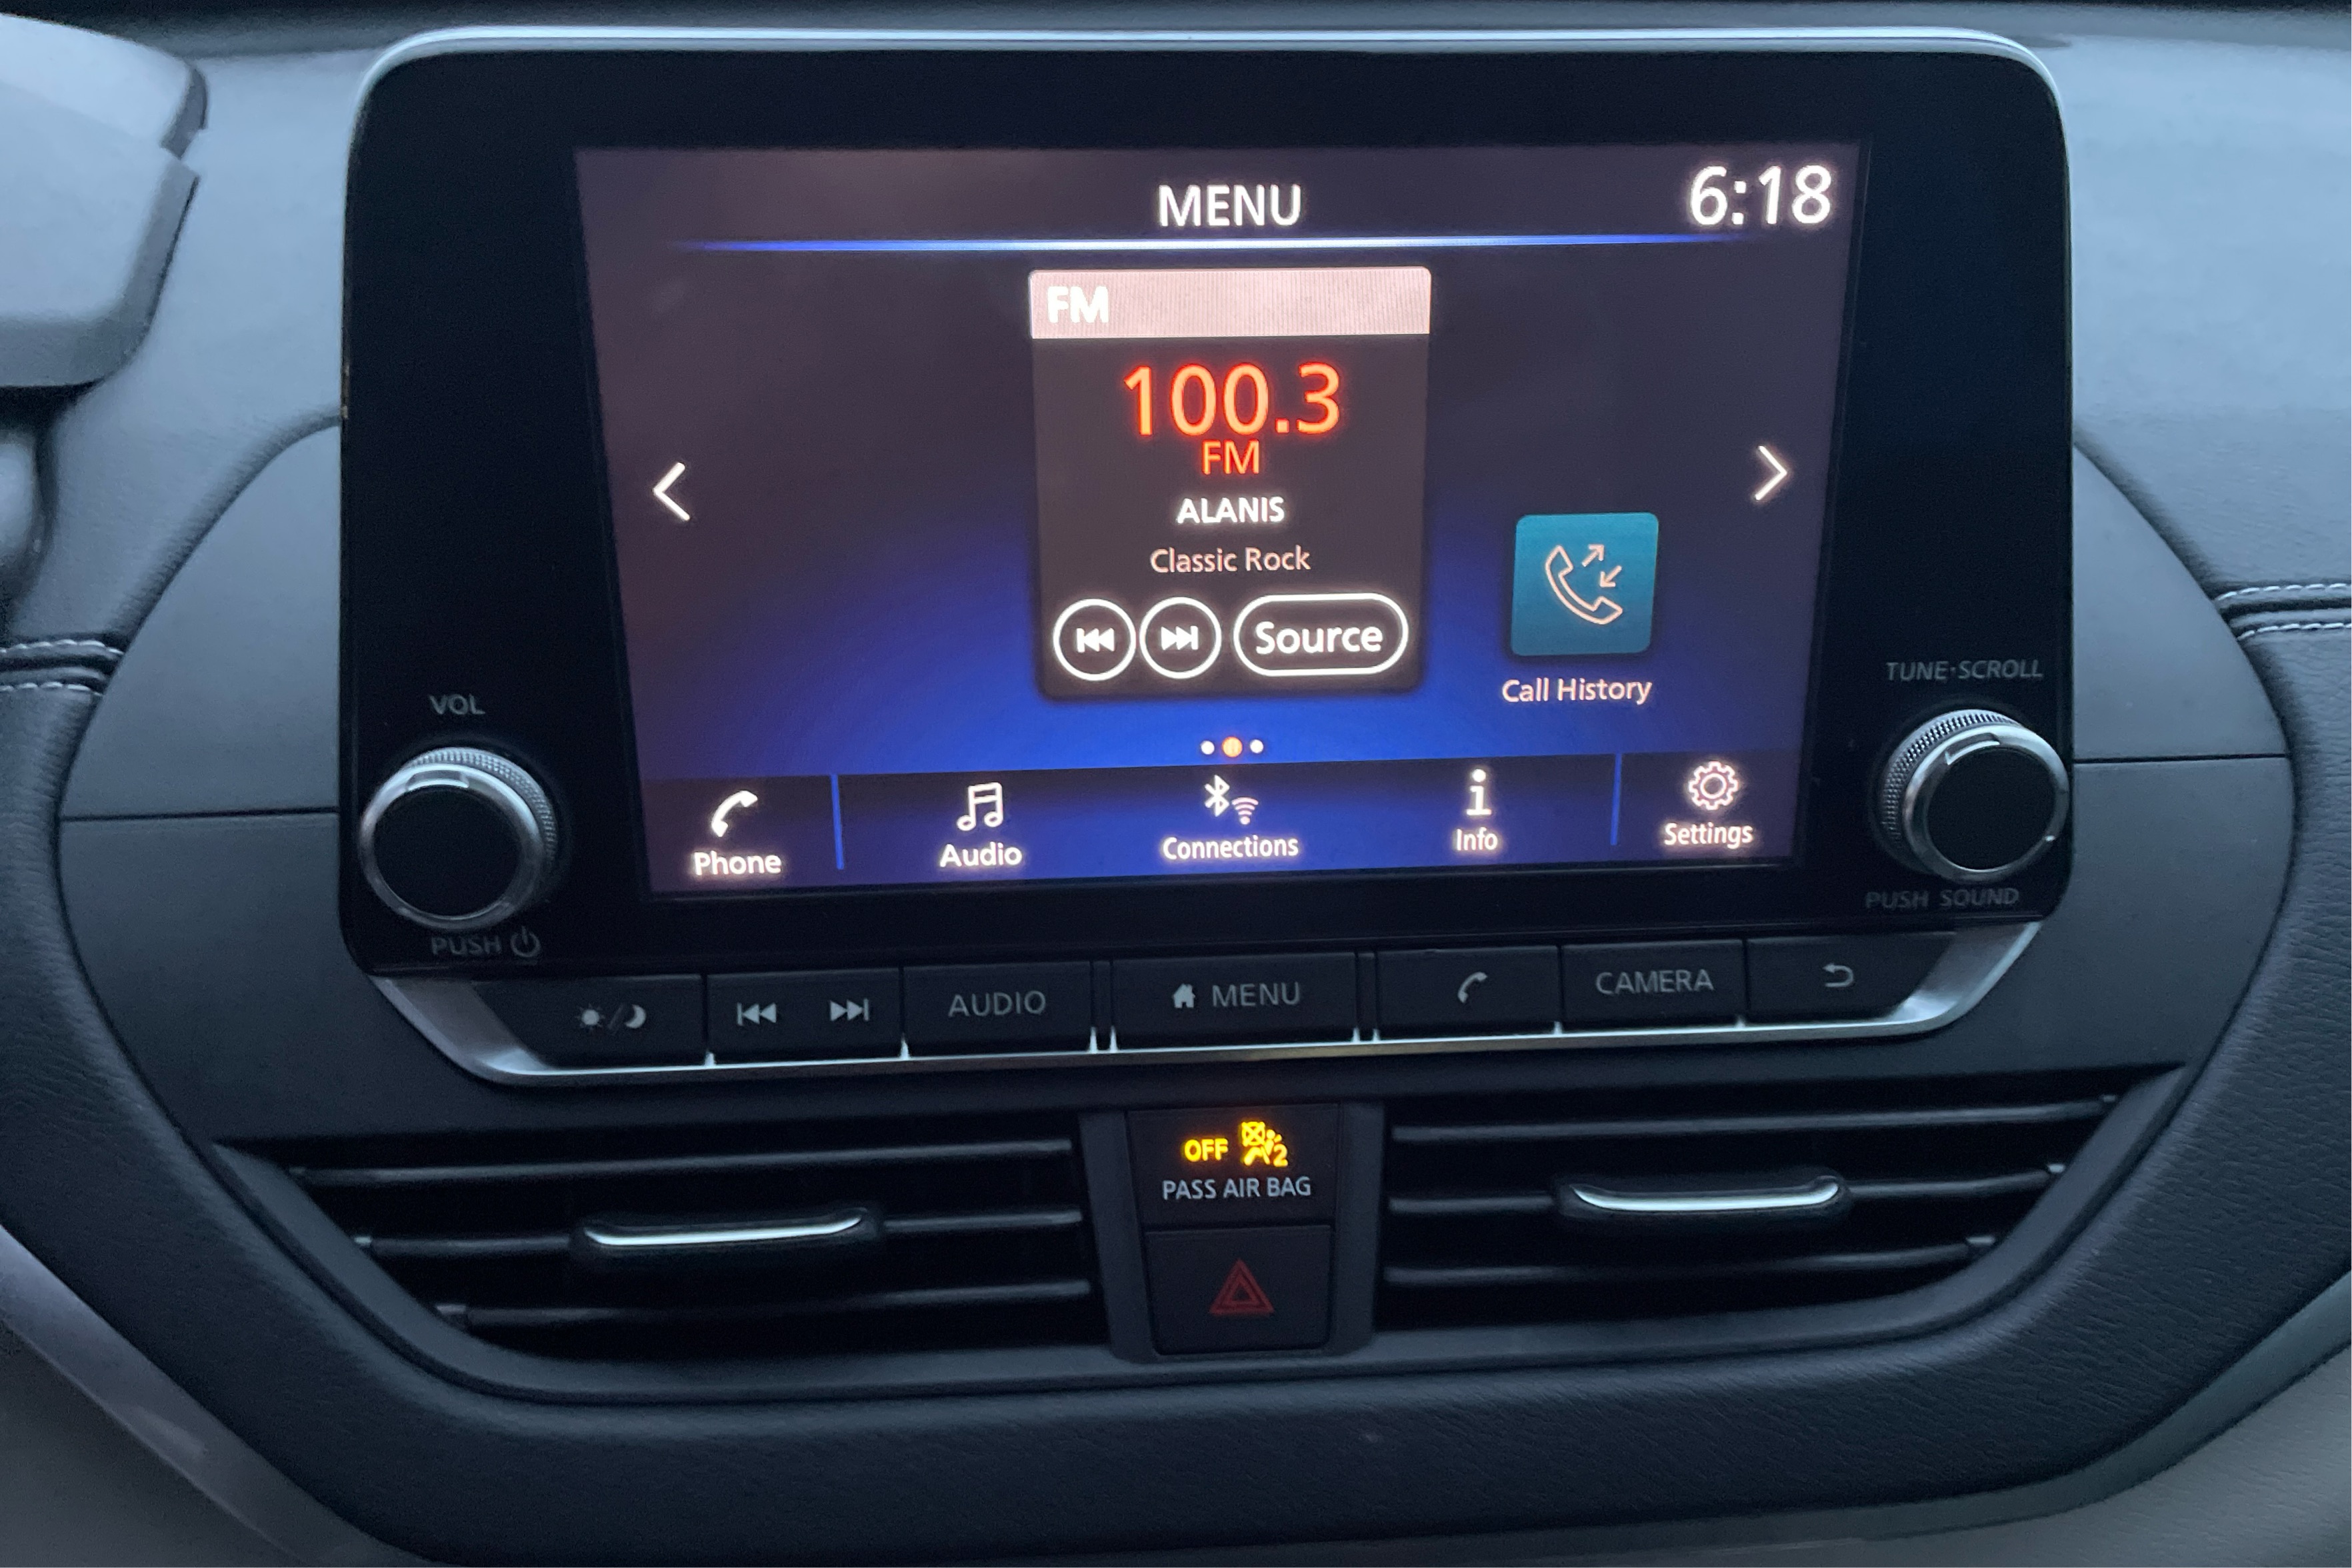 MENU
6:18
FM
100.3
FM
ALANIS
Classic Rock
Source
Call History
Phone
Audio
Connections
Info
Settings
VOL
PUSH
TUNE·SCROLL
PUSH SOUND
AUDIO
MENU
CAMERA
OFF 2
PASS AIR BAG